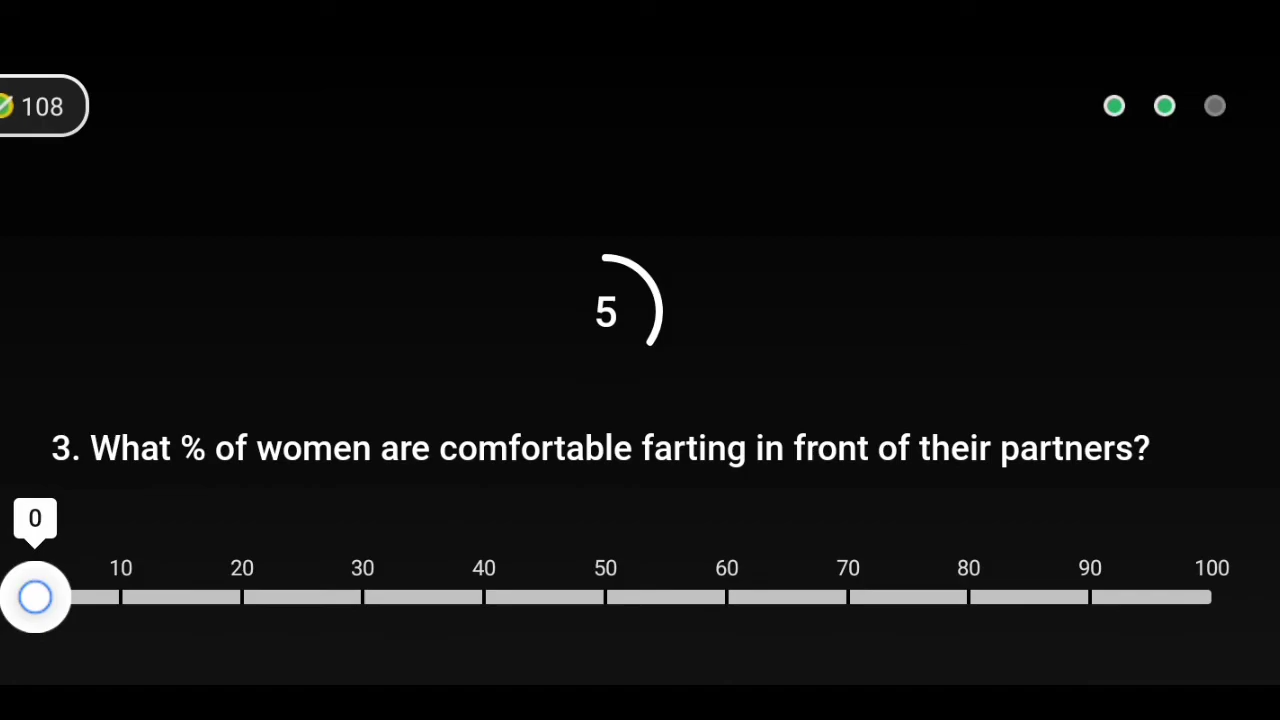 108
5
3. What % of women are comfortable farting in front of their partners?
0
10 20 30 40 50 60 70 80 90 100